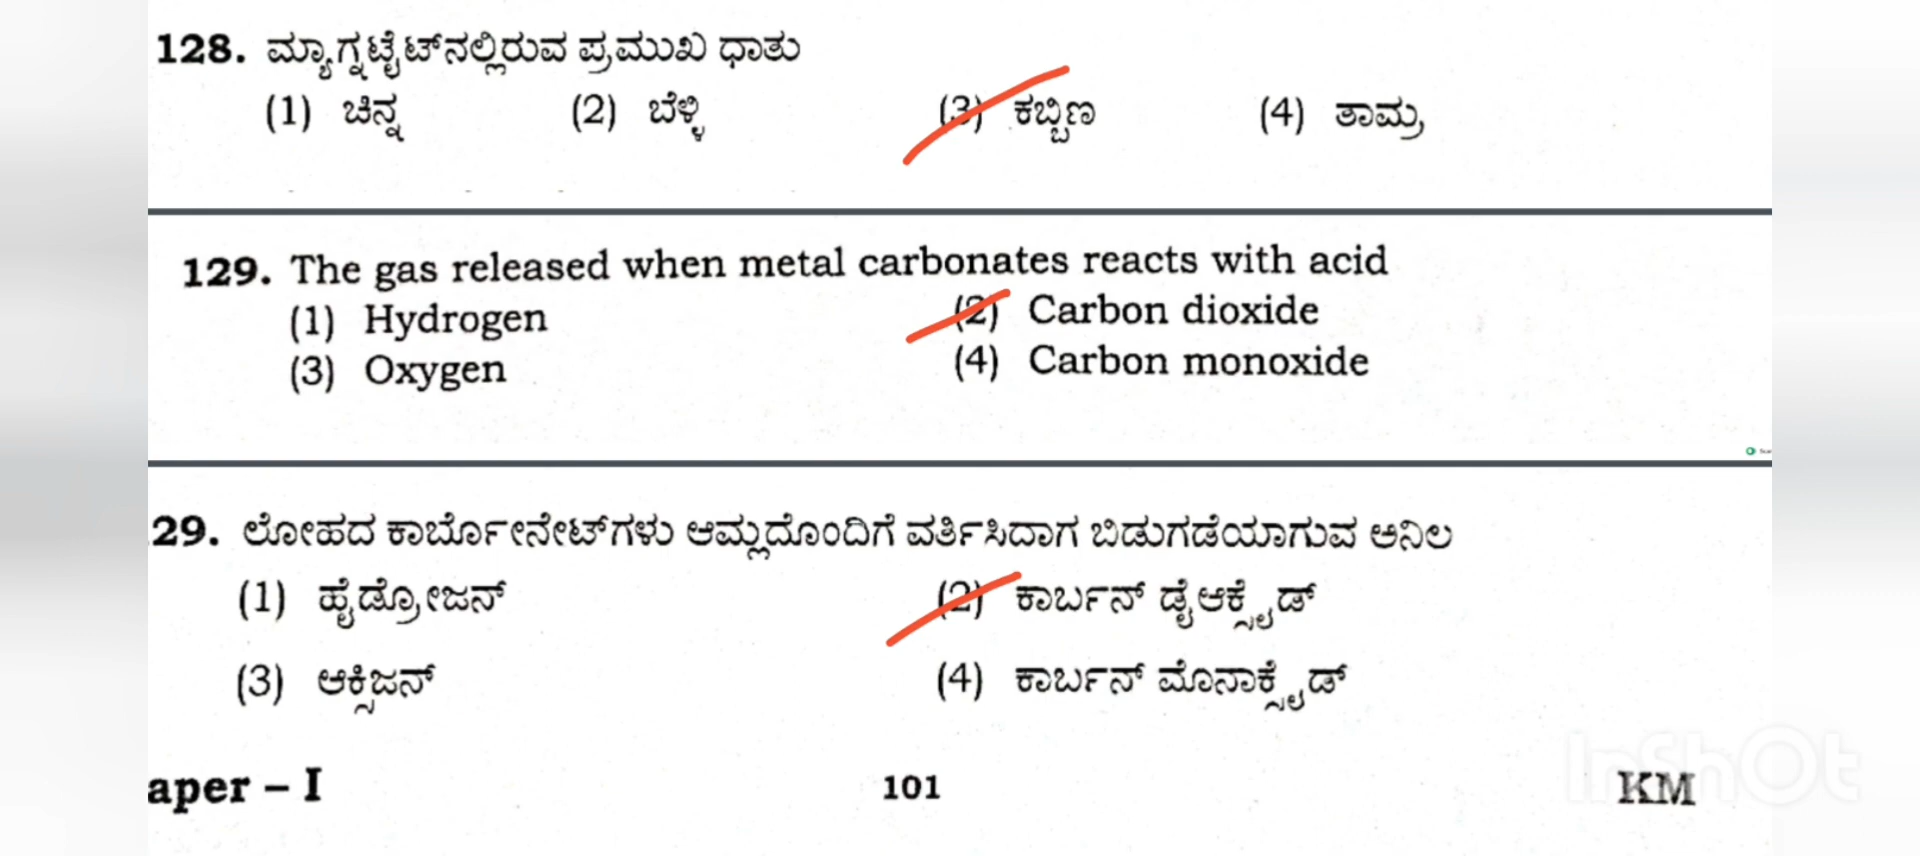 128. ಮ್ಯಾಗ್ನಟೈಟ್‌ನಲ್ಲಿರುವ ಪ್ರಮುಖ ಧಾತು
(1) ಚಿನ್ನ (2) ಬೆಳ್ಳಿ (3) ಕಬ್ಬಿಣ (4) ತಾಮ್ರ
129. The gas released when metal carbonates reacts with acid
(1) Hydrogen (2) Carbon dioxide
(3) Oxygen (4) Carbon monoxide
29. ಲೋಹದ ಕಾರ್ಬೊನೇಟ್‌ಗಳು ಆಮ್ಲದೊಂದಿಗೆ ವರ್ತಿಸಿದಾಗ ಬಿಡುಗಡೆಯಾಗುವ ಅನಿಲ
(1) ಹೈಡ್ರೋಜನ್ (2) ಕಾರ್ಬನ್ ಡೈಆಕ್ಸೈಡ್
(3) ಆಕ್ಸಿಜನ್ (4) ಕಾರ್ಬನ್ ಮೊನಾಕ್ಸೈಡ್
aper – I 101 KM
InShOt